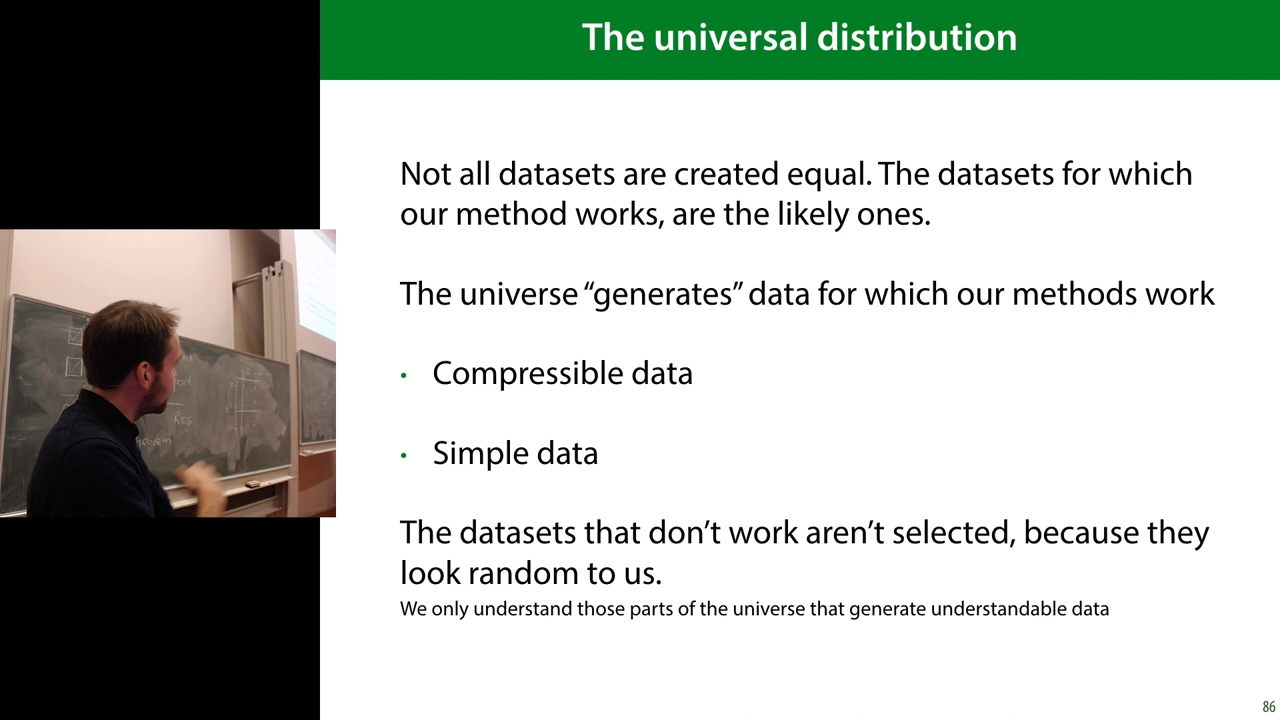 The universal distribution
Not all datasets are created equal. The datasets for which
our method works, are the likely ones.
The universe “generates” data for which our methods work
• Compressible data
• Simple data
The datasets that don’t work aren’t selected, because they
look random to us.
We only understand those parts of the universe that generate understandable data
86